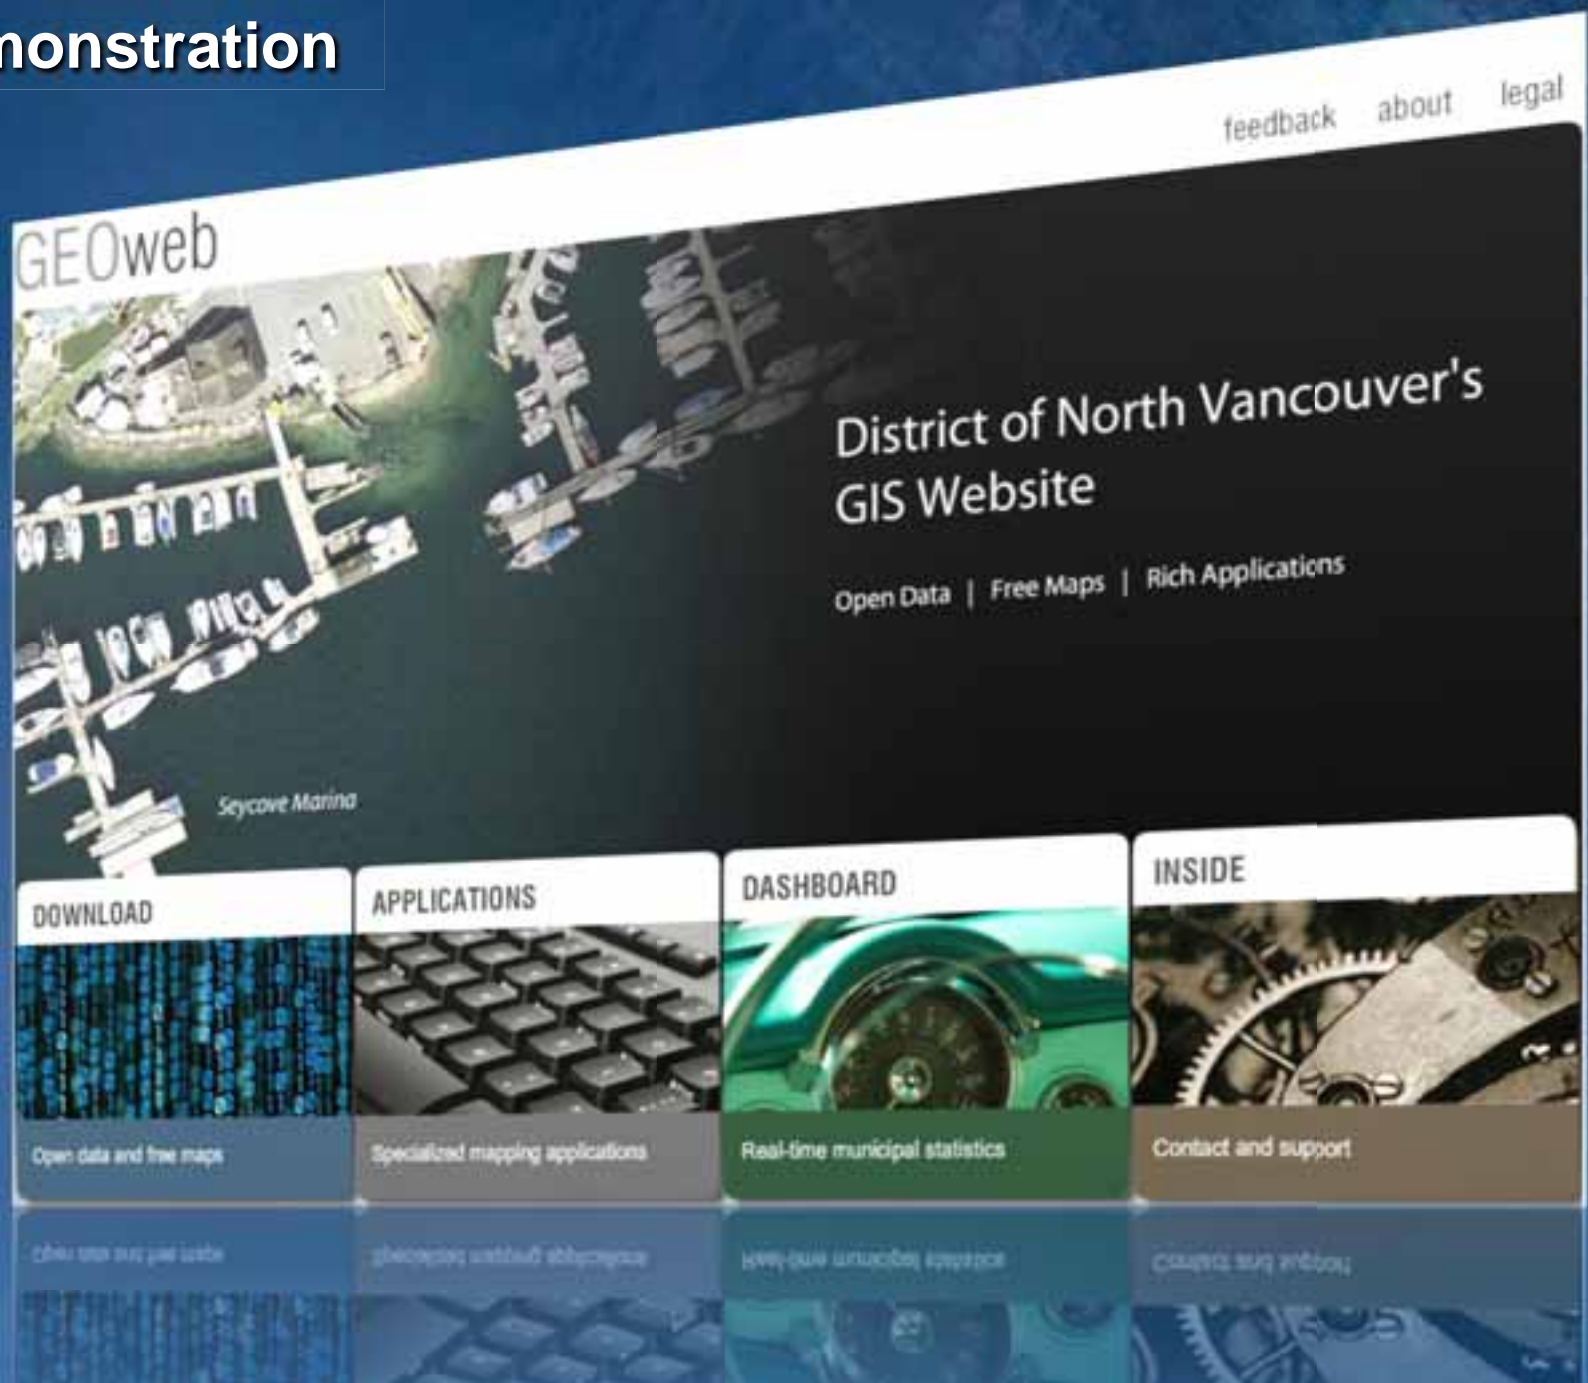 monstration
feedback about legal
GEOweb
District of North Vancouver's
GIS Website
Open Data | Free Maps | Rich Applications
Seycove Marina
DOWNLOAD
APPLICATIONS
DASHBOARD
INSIDE
Open data and free maps
Specialized mapping applications
Real-time municipal statistics
Contact and support